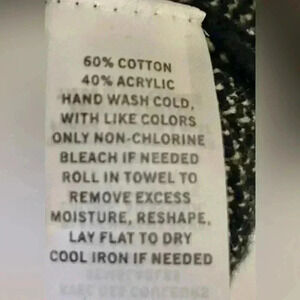 60% COTTON
40% ACRYLIC
HAND WASH COLD,
WITH LIKE COLORS
ONLY NON-CHLORINE
BLEACH IF NEEDED
ROLL IN TOWEL TO
REMOVE EXCESS
MOISTURE, RESHAPE,
LAY FLAT TO DRY
COOL IRON IF NEEDED